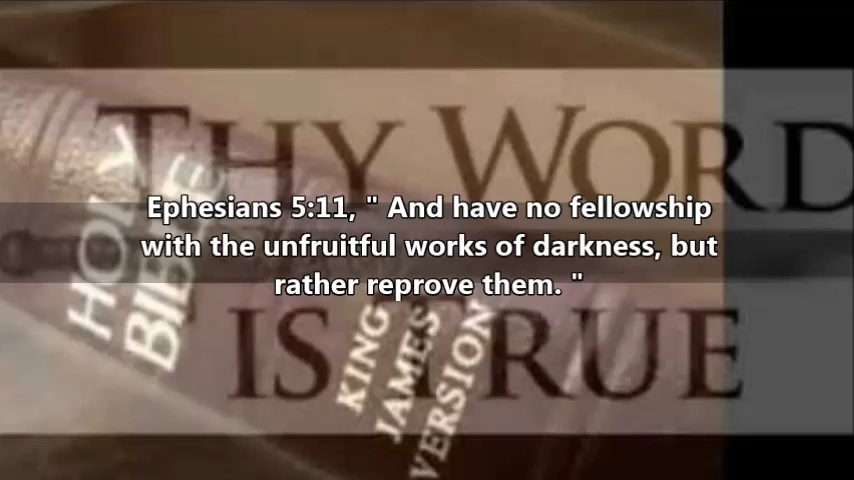 THY WORD
HOLY
BIBLE
Ephesians 5:11, " And have no fellowship
with the unfruitful works of darkness, but
rather reprove them. "
IS TRUE
KING
JAMES
VERSION